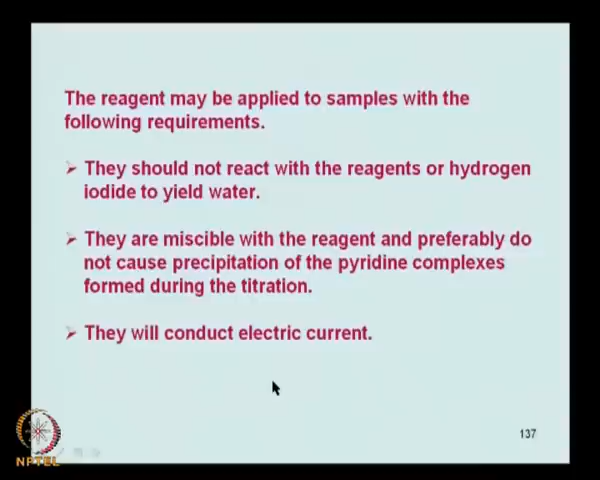 The reagent may be applied to samples with the
following requirements.
➢ They should not react with the reagents or hydrogen
iodide to yield water.
➢ They are miscible with the reagent and preferably do
not cause precipitation of the pyridine complexes
formed during the titration.
➢ They will conduct electric current.
137
NPTEL